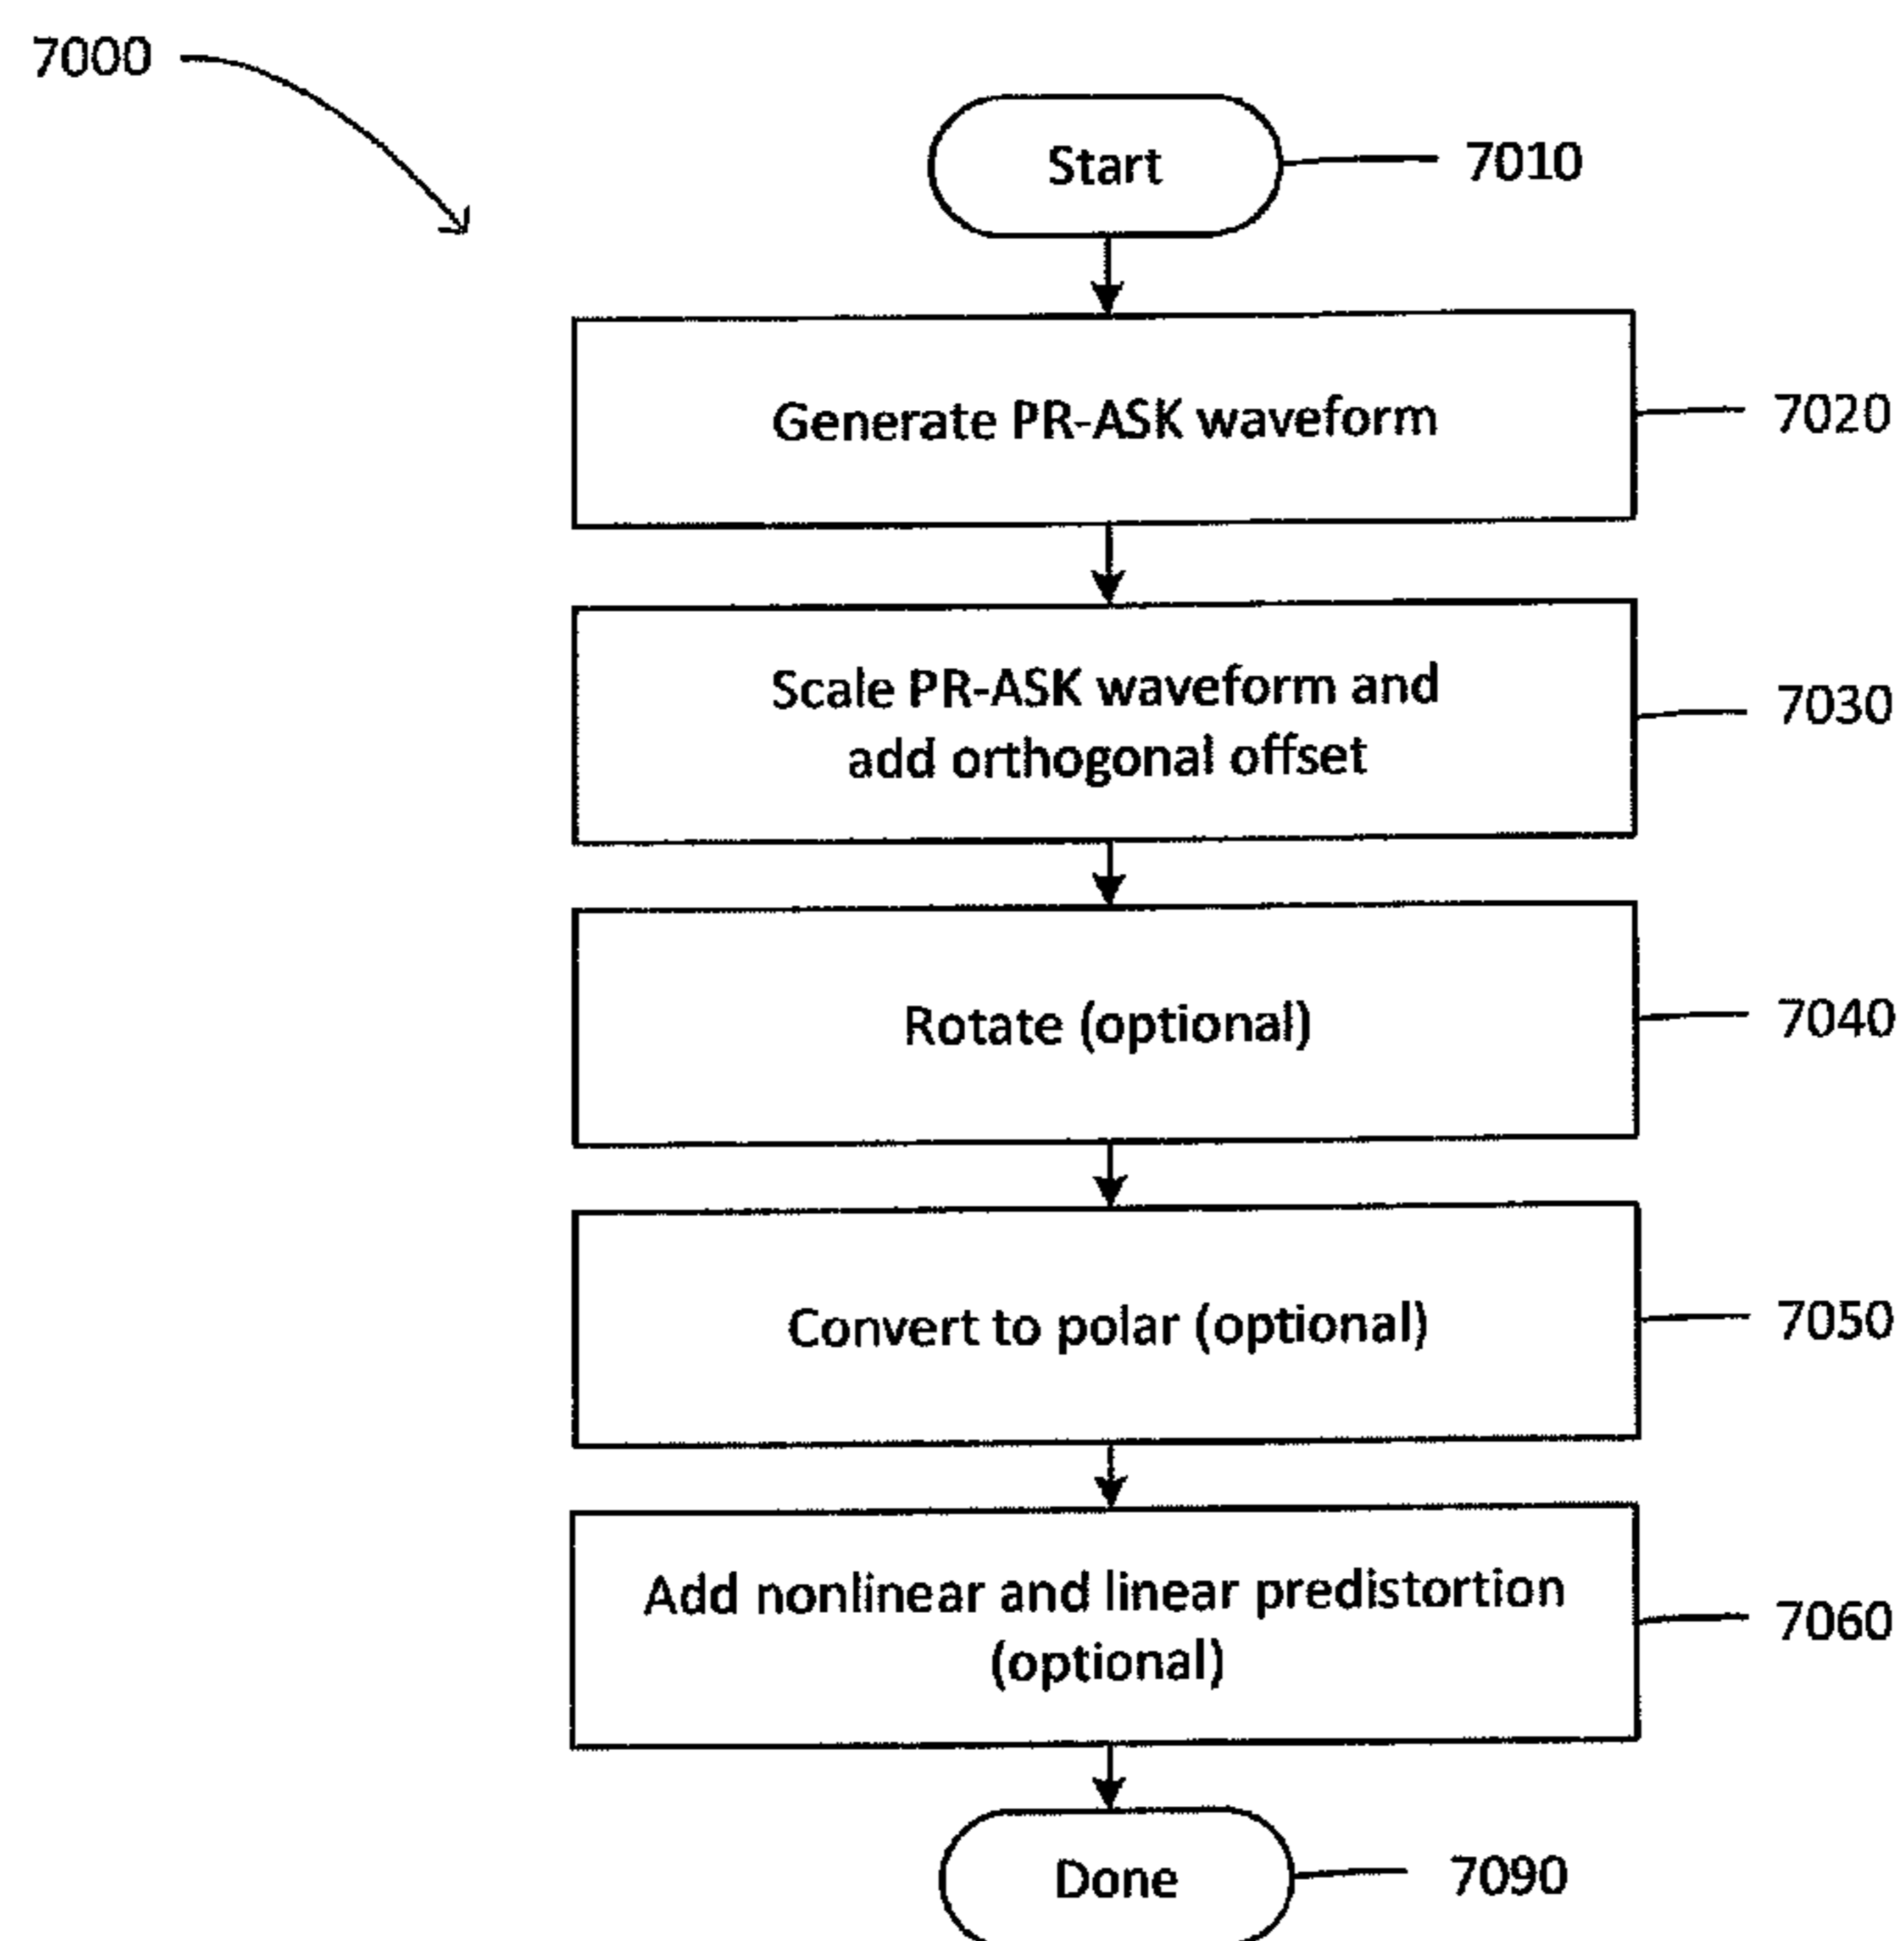 7000
Start
7010
Generate PR-ASK waveform
7020
Scale PR-ASK waveform and
add orthogonal offset
7030
Rotate (optional)
7040
Convert to polar (optional)
7050
Add nonlinear and linear predistortion
(optional)
7060
Done
7090